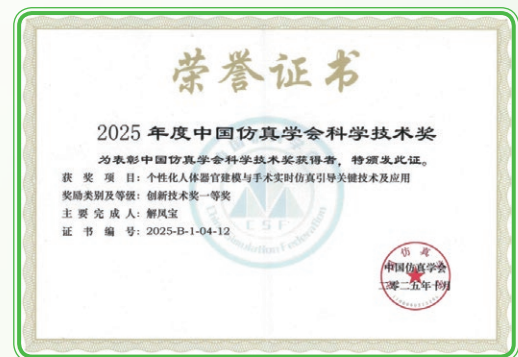 荣誉证书
2025 年度中国仿真学会科学技术奖
为表彰中国仿真学会科学技术奖获得者，特颁发此证。
获奖项目：个性化人体器官建模与手术实时仿真引导关键技术及应用
奖励类别及等级：创新技术奖一等奖
主要完成人：解凤宝
证书编号：2025-B-1-04-12
CSF
China Simulation Federation
中国仿真学会
二零二五年十月